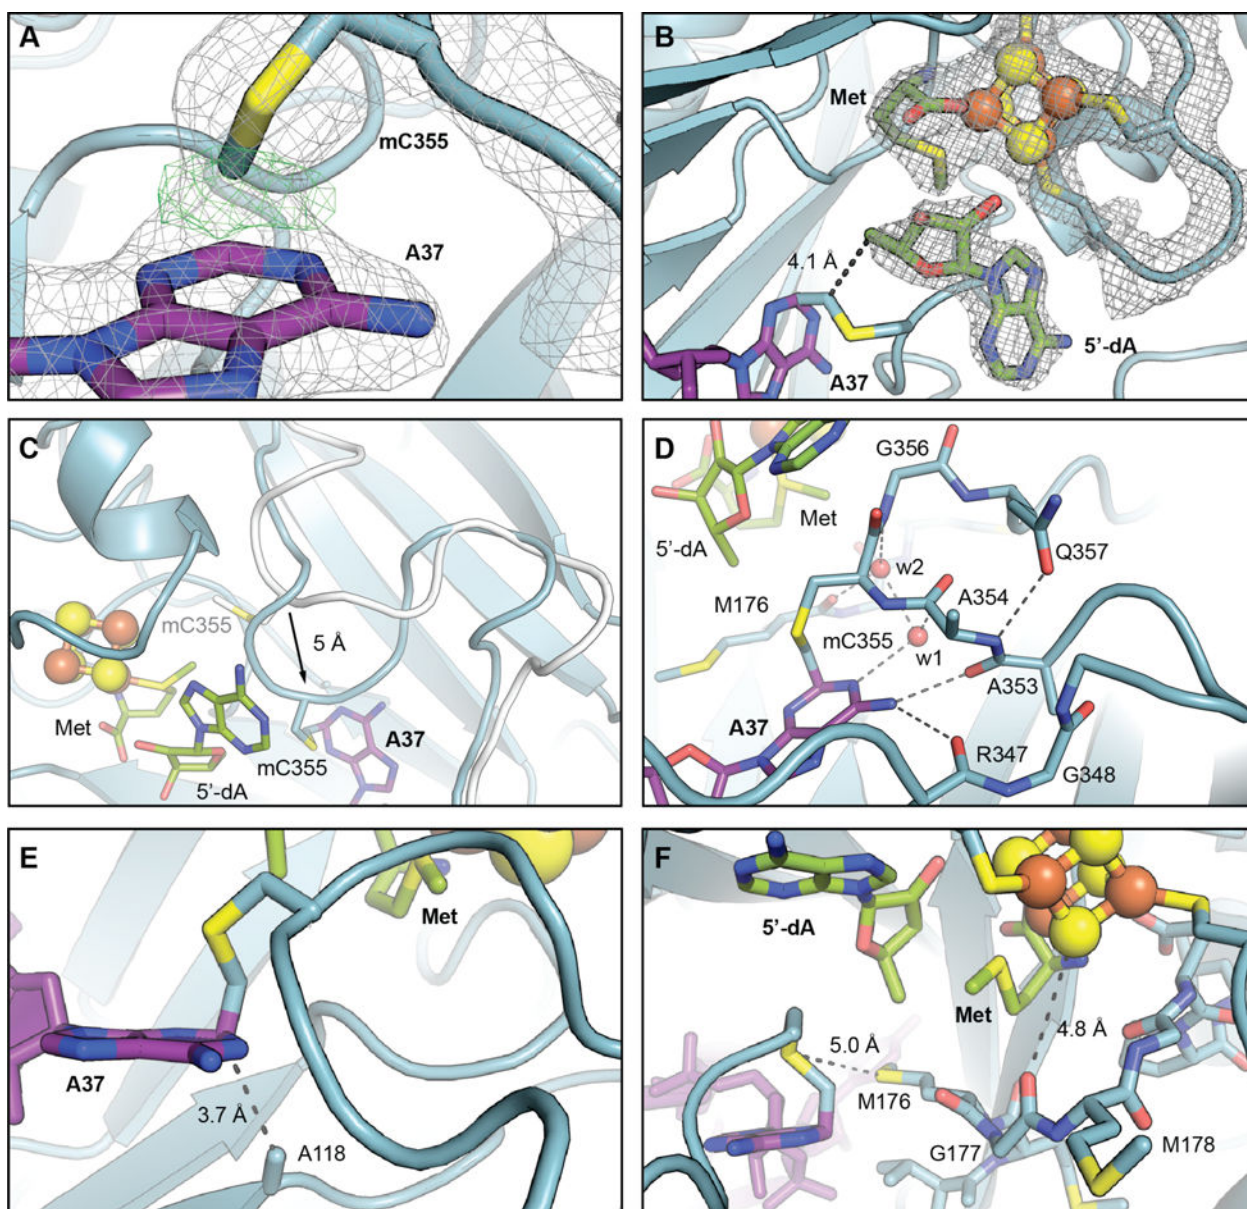 A
mC355
A37
B
Met
4.1 Å
5'-dA
A37
C
mC355
5 Å
Met
A37
mC355
5'-dA
D
G356
Met
5'-dA
Q357
w2
M176
A354
mC355
w1
A353
A37
R347
G348
E
Met
A37
3.7 Å
A118
F
5'-dA
Met
4.8 Å
5.0 Å
M176
G177
M178